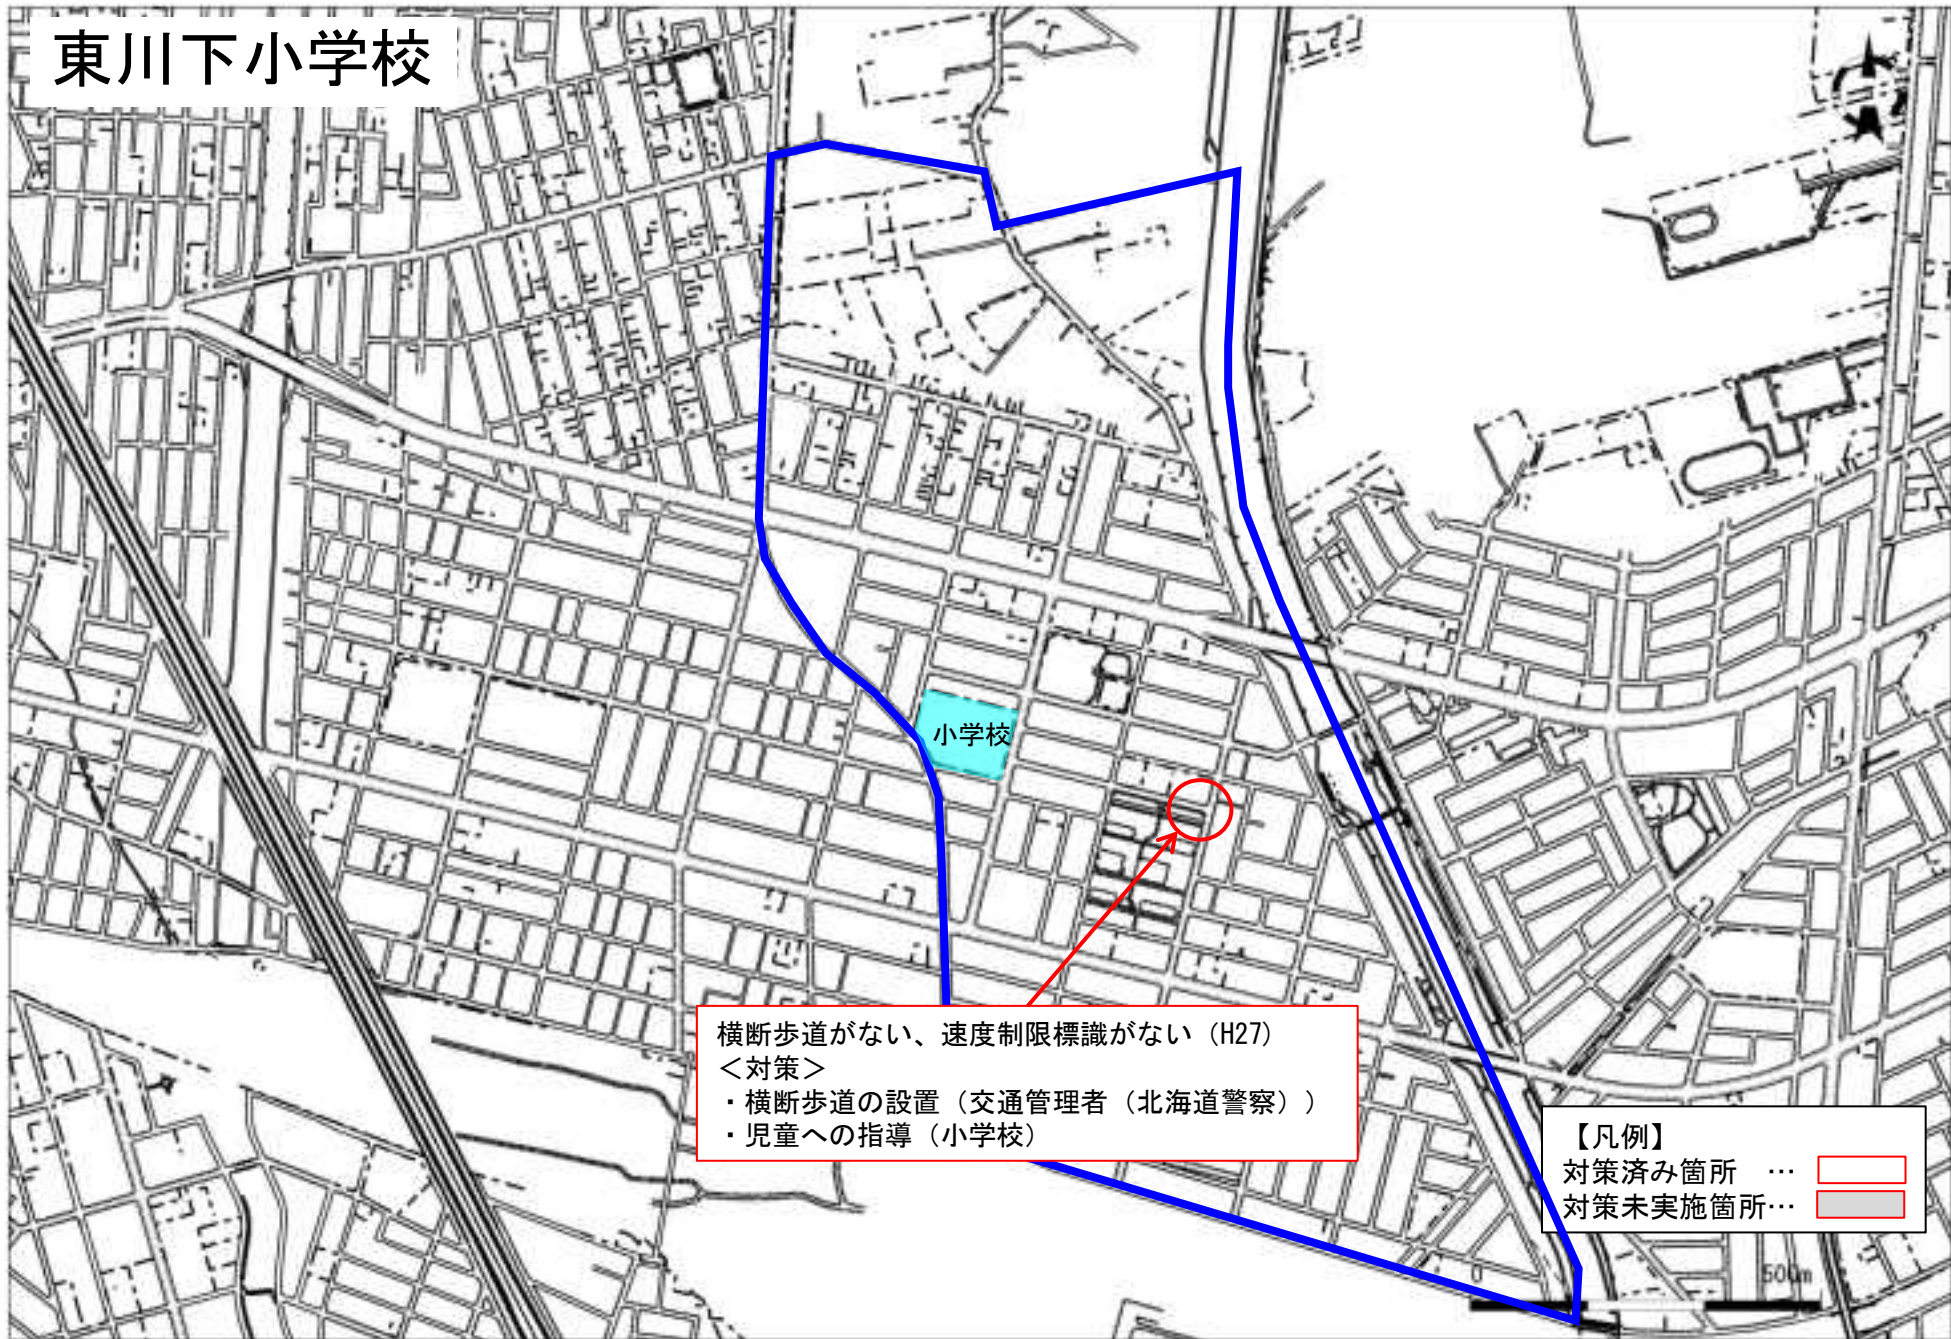 東川下小学校
小学校
横断歩道がない、速度制限標識がない（H27）
＜対策＞
・横断歩道の設置（交通管理者（北海道警察））
・児童への指導（小学校）
【凡例】
対策済み箇所　…
対策未実施箇所…
0 500m